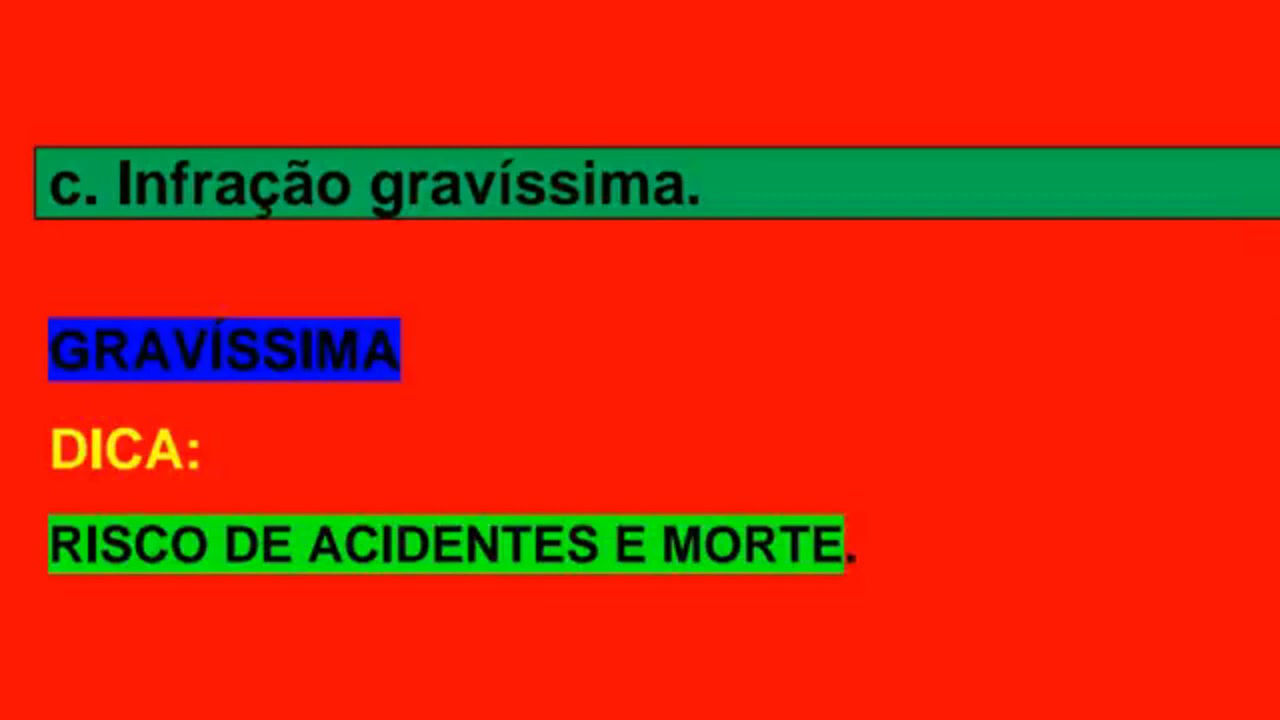 c. Infração gravíssima.
GRAVÍSSIMA
DICA:
RISCO DE ACIDENTES E MORTE.